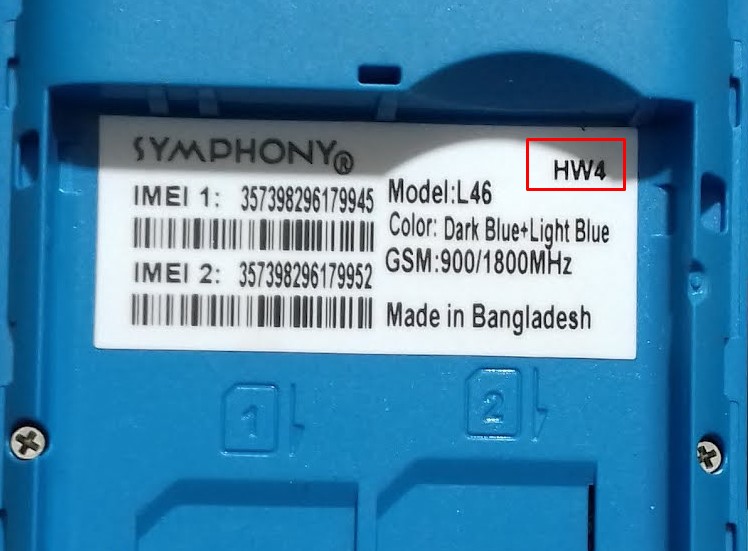 SYMPHONY®
HW4
IMEI 1: 357398296179945
IMEI 2: 357398296179952
Model:L46
Color: Dark Blue+Light Blue
GSM:900/1800MHz
Made in Bangladesh
1
2